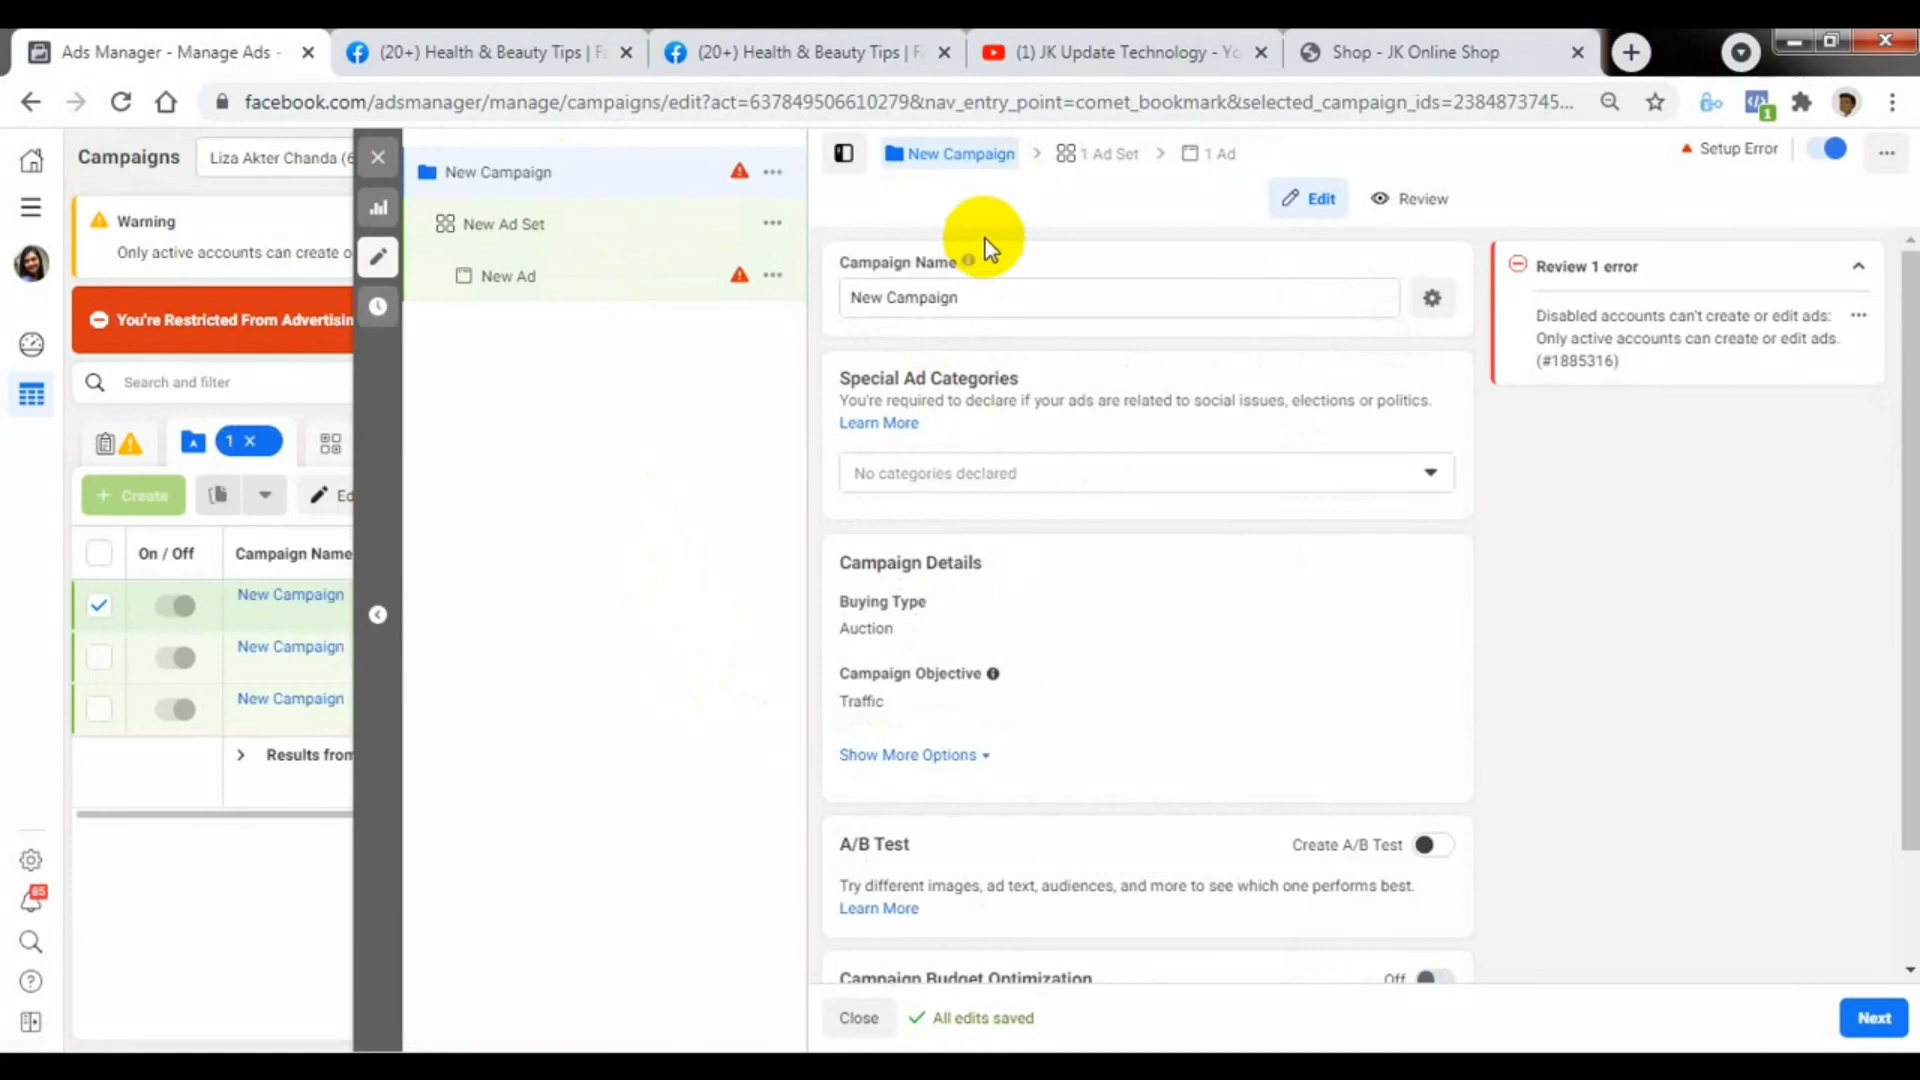 Ads Manager - Manage Ads -
(20+) Health & Beauty Tips | F
(20+) Health & Beauty Tips | F
(1) JK Update Technology - Yo
Shop - JK Online Shop
facebook.com/adsmanager/manage/campaigns/edit?act=637849506610279&nav_entry_point=comet_bookmark&selected_campaign_ids=2384873745...
1
Campaigns
Liza Akter Chanda (6
Warning
Only active accounts can create o
You're Restricted From Advertisin
Search and filter
1
+ Create
Ed
On / Off
Campaign Name
New Campaign
New Campaign
New Campaign
Results from
85
New Campaign
New Ad Set
New Ad
New Campaign
1 Ad Set
1 Ad
Setup Error
Edit
Review
Campaign Name
New Campaign
Special Ad Categories
You're required to declare if your ads are related to social issues, elections or politics.
Learn More
No categories declared
Campaign Details
Buying Type
Auction
Campaign Objective
Traffic
Show More Options
A/B Test
Create A/B Test
Try different images, ad text, audiences, and more to see which one performs best.
Learn More
Campaign Budget Optimization
Off
Review 1 error
Disabled accounts can't create or edit ads:
Only active accounts can create or edit ads.
(#1885316)
Close
All edits saved
Next